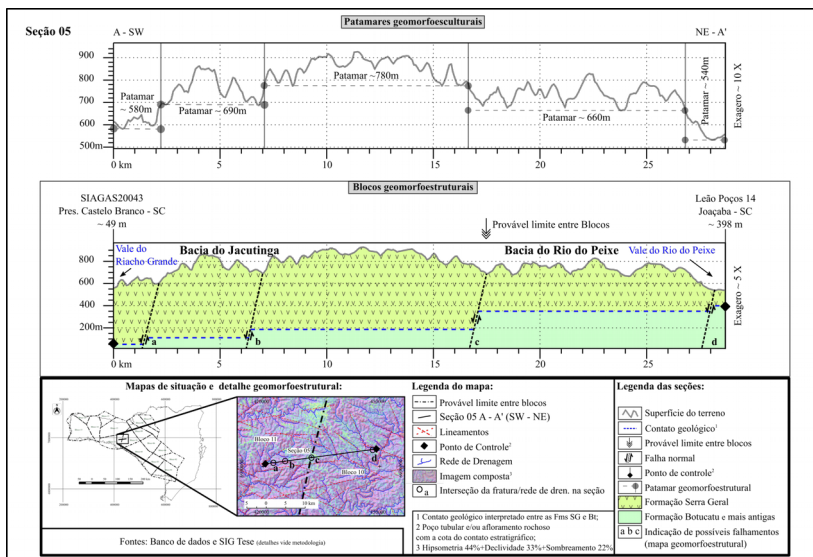 Seção 05
Patamares geomorfoesculturais
A - SW
NE - A'
900
800
700
600
500m
Patamar
~ 580m
Patamar ~690m
Patamar ~780m
Patamar ~ 660m
Patamar ~ 540m
Exagero ~ 10 X
0 km
5
10
15
20
25
Blocos geomorfoestruturais
SIAGAS20043
Pres. Castelo Branco - SC
~ 49 m
Leão Poços 14
Joaçaba - SC
~ 398 m
Provável limite entre Blocos
Vale do
Riacho Grande
Bacia do Jacutinga
Bacia do Rio do Peixe
Vale do Rio do Peixe
800
600
400
200m
a
b
c
d
Exagero ~ 5 X
0 km
5
10
15
20
25
Mapas de situação e detalhe geomorfoestrutural:
Bloco 11
Seção 05
Bloco 10
a
b
c
d
5
0
5
10 km
Fontes: Banco de dados e SIG Tese (detalhes vide metodologia)
Legenda do mapa:
Provável limite entre blocos
Seção 05 A - A' (SW - NE)
Lineamentos
Ponto de Controle²
Rede de Drenagem
Imagem composta³
a
Interseção da fratura/rede de dren. na seção
1 Contato geológico interpretado entre as Fms SG e Bt;
2 Poço tubular e/ou afloramento rochoso
com a cota do contato estratigráfico;
3 Hipsometria 44%+Declividade 33%+Sombreamento 22%
Legenda das seções:
Superfície do terreno
Contato geológico¹
Provável limite entre blocos
Falha normal
Ponto de controle²
Patamar geomorfoestrutural
Formação Serra Geral
Formação Botucatu e mais antigas
a b c
Indicação de possíveis falhamentos
(mapa geomorfoestrutural)